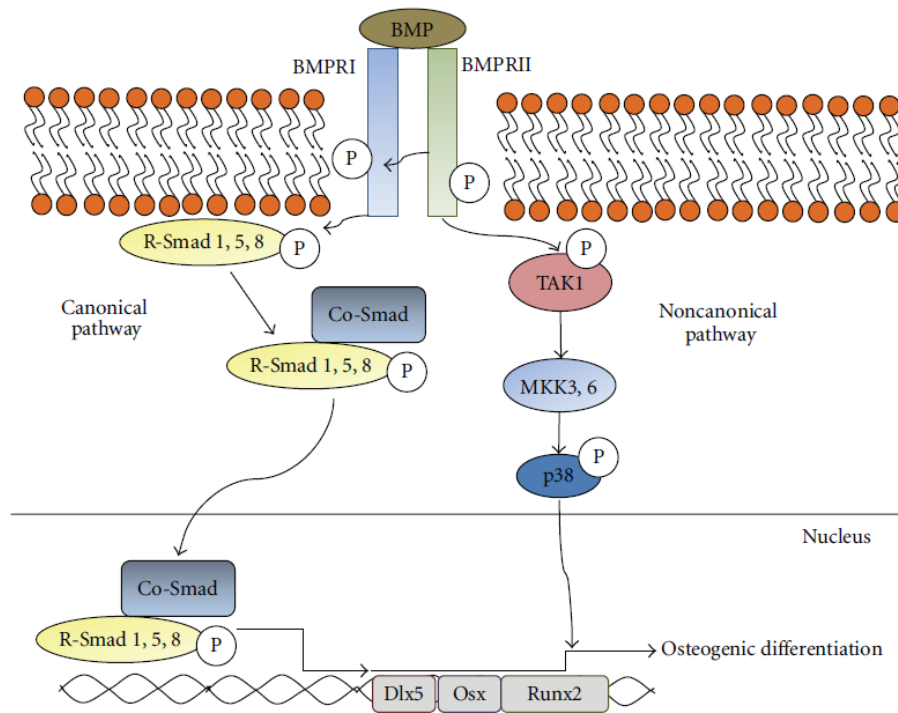 BMP
BMPRI
BMPRII
P
P
R-Smad 1, 5, 8
P
P
TAK1
Canonical
pathway
Noncanonical
pathway
Co-Smad
R-Smad 1, 5, 8
P
MKK3, 6
P
p38
Nucleus
Co-Smad
R-Smad 1, 5, 8
P
Osteogenic differentiation
Dlx5
Osx
Runx2